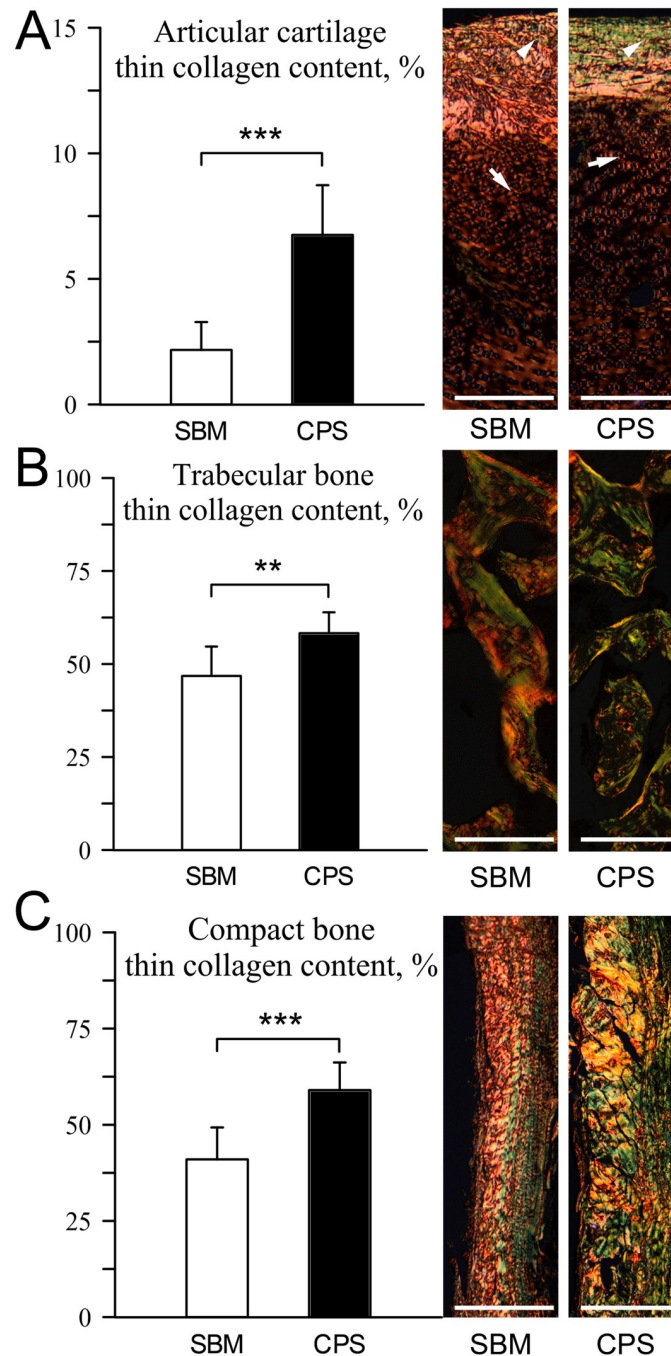 A
Articular cartilage
thin collagen content, %
15
10
5
0
***
SBM
CPS
SBM
CPS
B
Trabecular bone
thin collagen content, %
100
75
50
25
0
**
SBM
CPS
SBM
CPS
C
Compact bone
thin collagen content, %
100
75
50
25
0
***
SBM
CPS
SBM
CPS